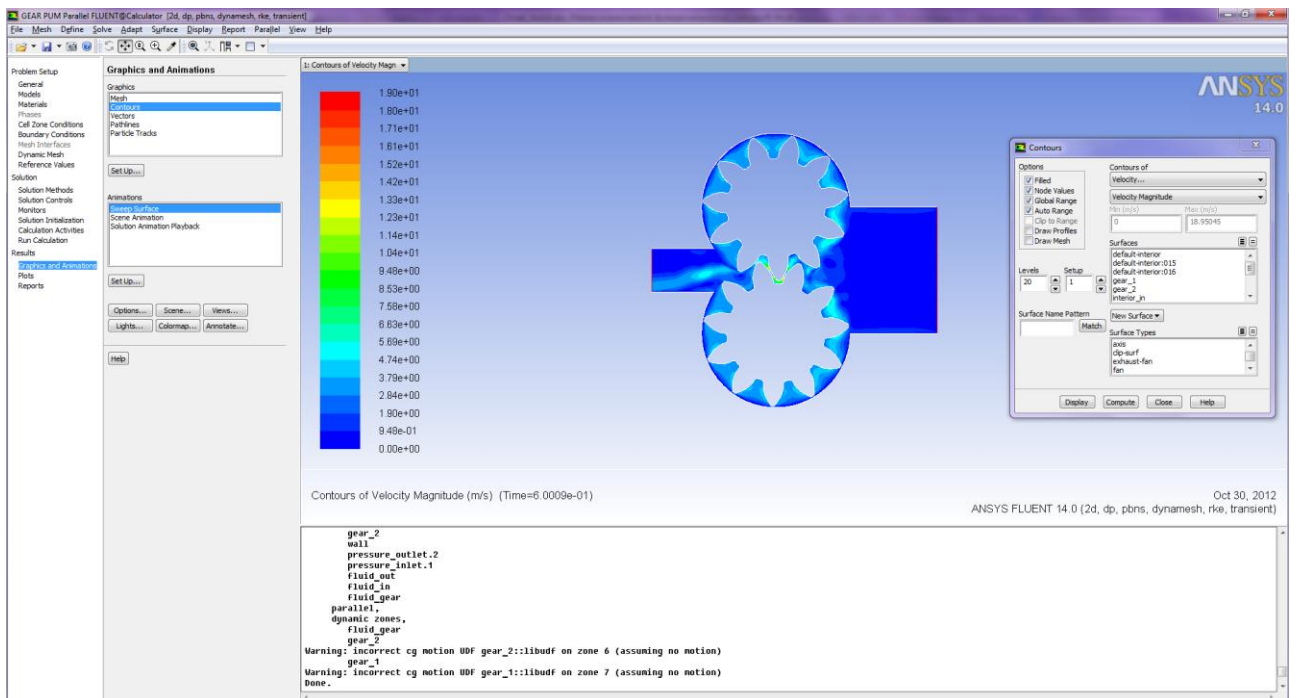 GEAR PUM Parallel FLUENT@Calculator [2d, dp, pbns, dynamesh, rke, transient]
File Mesh Define Solve Adapt Surface Display Report Parallel View Help
Problem Setup
General
Models
Materials
Phases
Cell Zone Conditions
Boundary Conditions
Mesh Interfaces
Dynamic Mesh
Reference Values
Solution
Solution Methods
Solution Controls
Monitors
Solution Initialization
Calculation Activities
Run Calculation
Results
Graphics and Animations
Plots
Reports
Graphics and Animations
Graphics
Mesh
Contours
Vectors
Pathlines
Particle Tracks
Set Up...
Animations
Sweep Surface
Scene Animation
Solution Animation Playback
Set Up...
Options... Scene... Views...
Lights... Colormap... Annotate...
Help
1: Contours of Velocity Magn
1.90e+01
1.80e+01
1.71e+01
1.61e+01
1.52e+01
1.42e+01
1.33e+01
1.23e+01
1.14e+01
1.04e+01
9.48e+00
8.53e+00
7.58e+00
6.63e+00
5.69e+00
4.74e+00
3.79e+00
2.84e+00
1.90e+00
9.48e-01
0.00e+00
ANSYS
14.0
Contours
Options
Filled
Node Values
Global Range
Auto Range
Clip to Range
Draw Profiles
Draw Mesh
Levels Setup
20 1
Surface Name Pattern
Match
Contours of
Velocity...
Velocity Magnitude
Min (m/s) Max (m/s)
0 18.95045
Surfaces
default-interior
default-interior:015
default-interior:016
gear_1
gear_2
interior_in
New Surface
Surface Types
axis
clip-surf
exhaust-fan
fan
Display Compute Close Help
Contours of Velocity Magnitude (m/s) (Time=6.0009e-01)
Oct 30, 2012
ANSYS FLUENT 14.0 (2d, dp, pbns, dynamesh, rke, transient)
gear_2
wall
pressure_outlet.2
pressure_inlet.1
fluid_out
fluid_in
fluid_gear
parallel,
dynamic zones,
fluid_gear
gear_2
Warning: incorrect cg motion UDF gear_2::libudf on zone 6 (assuming no motion)
gear_1
Warning: incorrect cg motion UDF gear_1::libudf on zone 7 (assuming no motion)
Done.